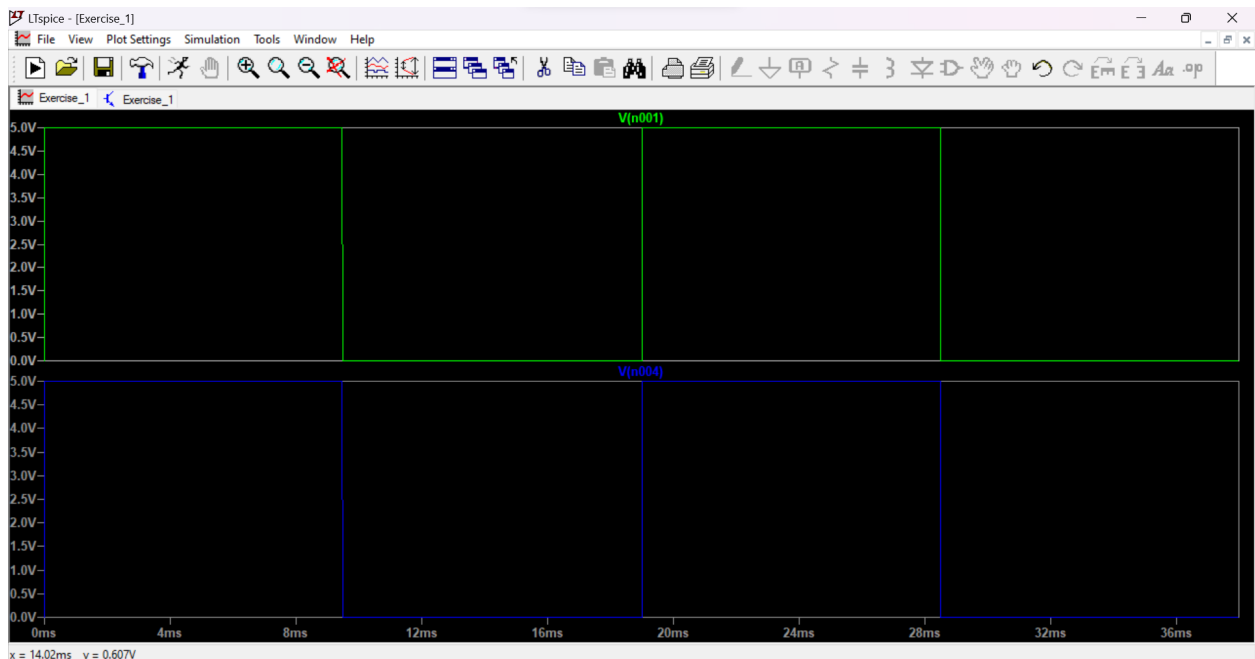 LTspice - [Exercise_1]
File View Plot Settings Simulation Tools Window Help
Aa .op
Exercise_1 Exercise_1
V(n001)
5.0V
4.5V
4.0V
3.5V
3.0V
2.5V
2.0V
1.5V
1.0V
0.5V
0.0V
V(n004)
5.0V
4.5V
4.0V
3.5V
3.0V
2.5V
2.0V
1.5V
1.0V
0.5V
0.0V
0ms 4ms 8ms 12ms 16ms 20ms 24ms 28ms 32ms 36ms
x = 14.02ms y = 0.607V